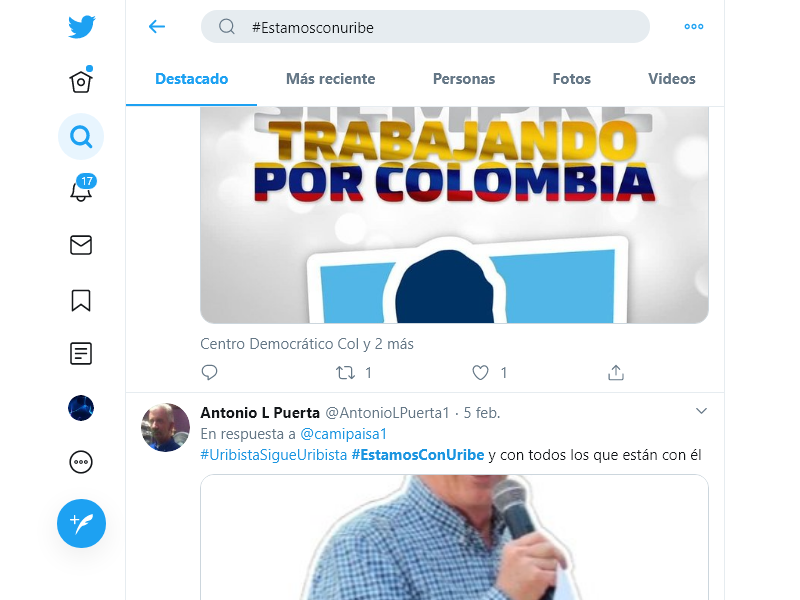 #Estamosconuribe
Destacado Más reciente Personas Fotos Videos
SIEMPRE
TRABAJANDO
POR COLOMBIA
17
Centro Democrático Col y 2 más
1 1
Antonio L Puerta @AntonioLPuerta1 · 5 feb.
En respuesta a @camipaisa1
#UribistaSigueUribista #EstamosConUribe y con todos los que están con él